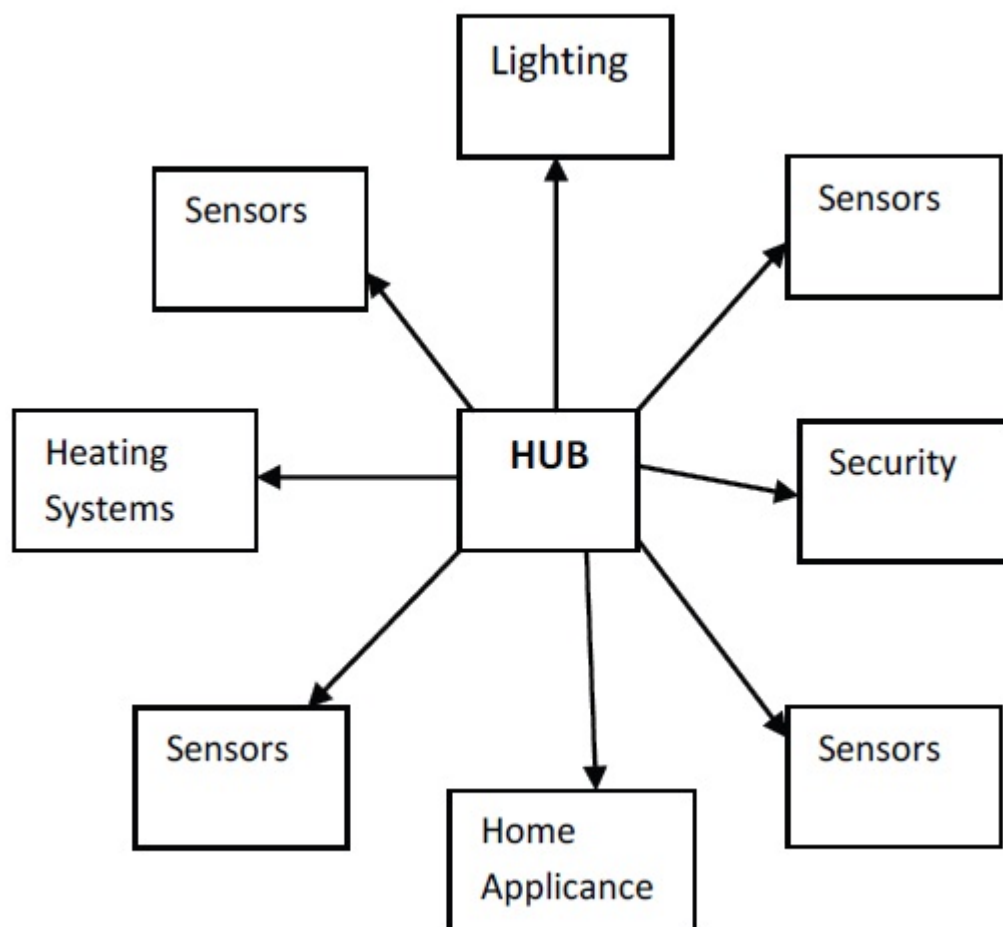 Lighting
Sensors
Sensors
Heating
Systems
HUB
Security
Sensors
Sensors
Home
Applicance